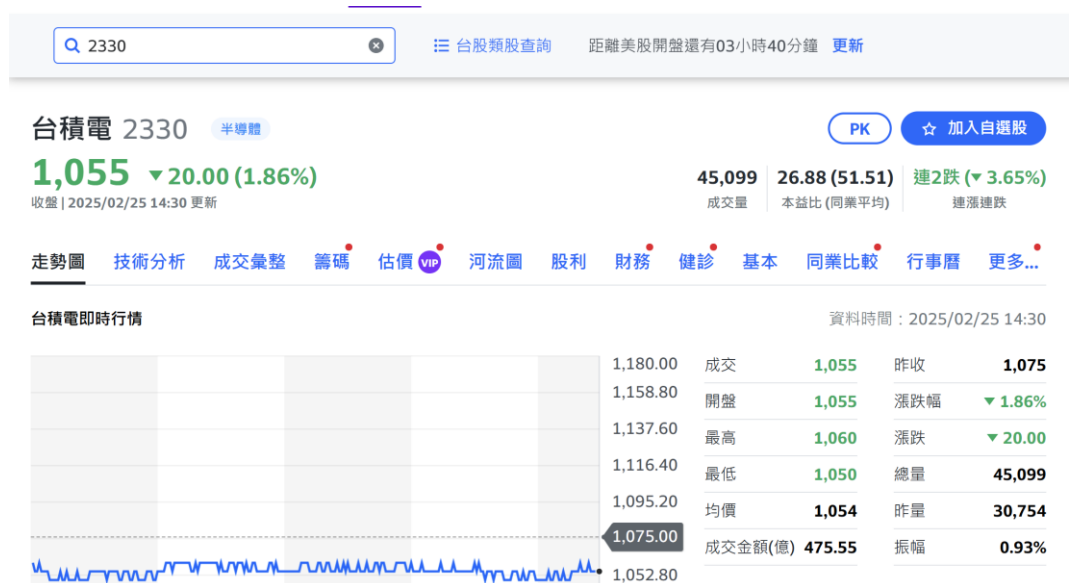 2330 台股類股查詢 距離美股開盤還有03小時40分鐘 更新
台積電 2330 半導體 PK ☆ 加入自選股
1,055 ▼ 20.00 (1.86%)
45,099 26.88 (51.51) 連2跌 (▼ 3.65%)
收盤 | 2025/02/25 14:30 更新 成交量 本益比 (同業平均) 連漲連跌
走勢圖 技術分析 成交彙整 籌碼 估價 VIP 河流圖 股利 財務 健診 基本 同業比較 行事曆 更多...
台積電即時行情 資料時間：2025/02/25 14:30
1,180.00
1,158.80
1,137.60
1,116.40
1,095.20
1,075.00
1,052.80
成交 1,055 昨收 1,075
開盤 1,055 漲跌幅 ▼ 1.86%
最高 1,060 漲跌 ▼ 20.00
最低 1,050 總量 45,099
均價 1,054 昨量 30,754
成交金額(億) 475.55 振幅 0.93%